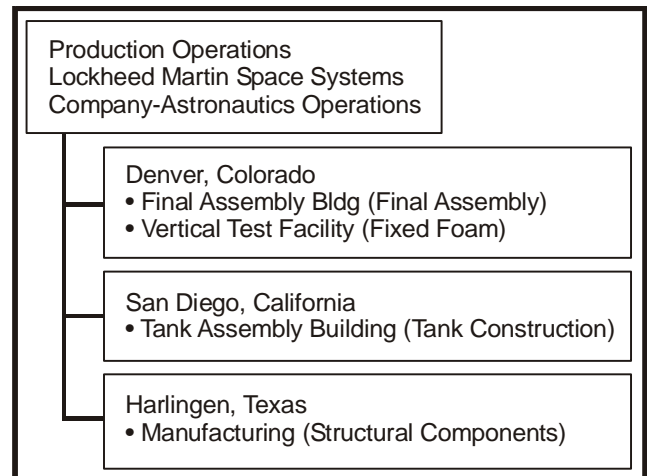 Production Operations
Lockheed Martin Space Systems
Company-Astronautics Operations
Denver, Colorado
• Final Assembly Bldg (Final Assembly)
• Vertical Test Facility (Fixed Foam)
San Diego, California
• Tank Assembly Building (Tank Construction)
Harlingen, Texas
• Manufacturing (Structural Components)